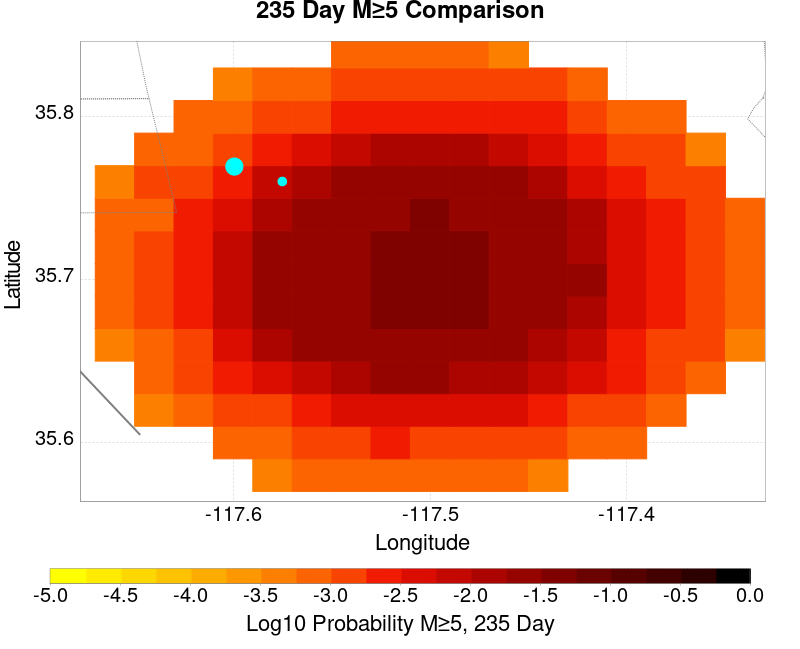 235 Day M≥5 Comparison
Latitude
35.8
35.7
35.6
-117.6 -117.5 -117.4
Longitude
-5.0 -4.5 -4.0 -3.5 -3.0 -2.5 -2.0 -1.5 -1.0 -0.5 0.0
Log10 Probability M≥5, 235 Day